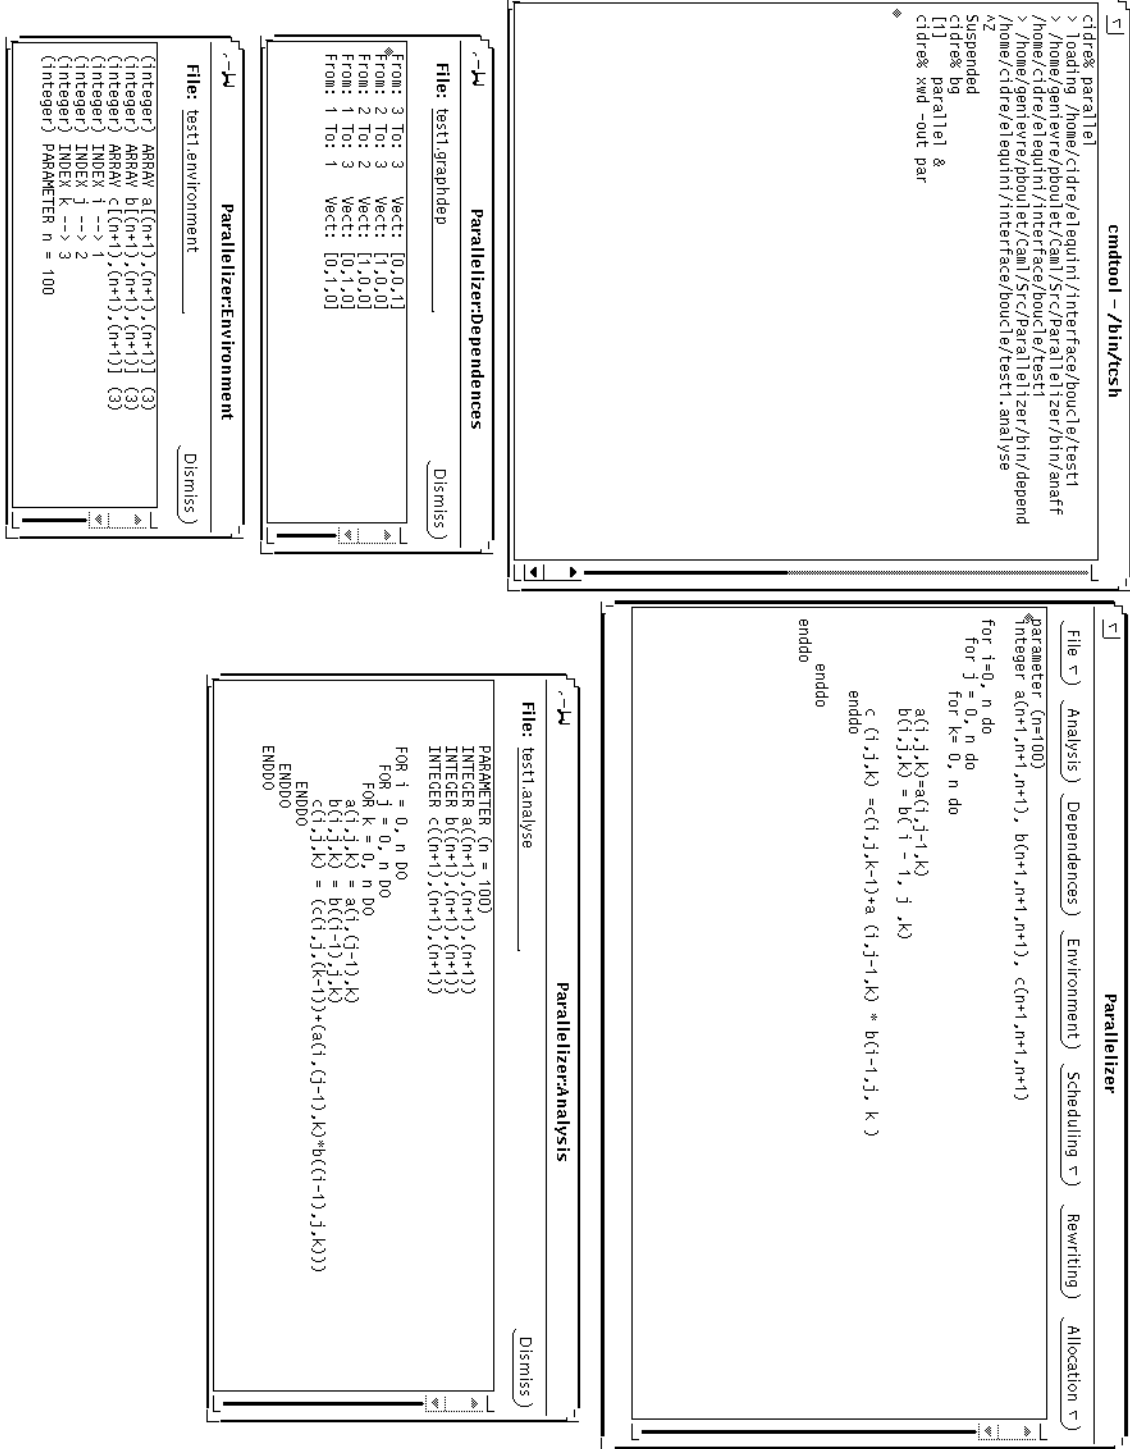 cmdtool - /bin/tcsh
cidre% parallel
> loading /home/cidre/elequini/interface/boucle/test1
> /home/genievre/pboulet/Caml/Src/Parallelizer/bin/anaff
/home/cidre/elequini/interface/boucle/test1
> /home/genievre/pboulet/Caml/Src/Parallelizer/bin/depend
/home/cidre/elequini/interface/boucle/test1.analyse
^Z
Suspended
cidre% bg
[1]    parallel &
cidre% xwd -out par
Parallelizer
File
Analysis
Dependences
Environment
Scheduling
Rewriting
Allocation
parameter (n=100)
integer a(n+1,n+1,n+1), b(n+1,n+1,n+1), c(n+1,n+1,n+1)
for i=0, n do
for j = 0, n do
for k= 0, n do
a(i,j,k)=a(i,j-1,k)
b(i,j,k) = b( i - 1, j ,k)
c (i,j,k) =c(i,j,k-1)+a (i,j-1,k) * b(i-1,j, k )
enddo
enddo
enddo
Parallelizer:Dependences
File: test1.graphdep
Dismiss
From: 3 To: 3   Vect: [0,0,1]
From: 2 To: 3   Vect: [1,0,0]
From: 2 To: 2   Vect: [1,0,0]
From: 1 To: 3   Vect: [0,1,0]
From: 1 To: 1   Vect: [0,1,0]
Parallelizer:Environment
File: test1.environment
Dismiss
(integer) ARRAY a[(n+1),(n+1),(n+1)] (3)
(integer) ARRAY b[(n+1),(n+1),(n+1)] (3)
(integer) ARRAY c[(n+1),(n+1),(n+1)] (3)
(integer) INDEX i --> 1
(integer) INDEX j --> 2
(integer) INDEX k --> 3
(integer) PARAMETER n = 100
Parallelizer:Analysis
File: test1.analyse
Dismiss
PARAMETER (n = 100)
INTEGER a((n+1),(n+1),(n+1))
INTEGER b((n+1),(n+1),(n+1))
INTEGER c((n+1),(n+1),(n+1))
FOR i = 0, n DO
FOR j = 0, n DO
FOR k = 0, n DO
a(i,j,k) = a(i,(j-1),k)
b(i,j,k) = b((i-1),j,k)
c(i,j,k) = (c(i,j,(k-1))+(a(i,(j-1),k)*b((i-1),j,k)))
ENDDO
ENDDO
ENDDO